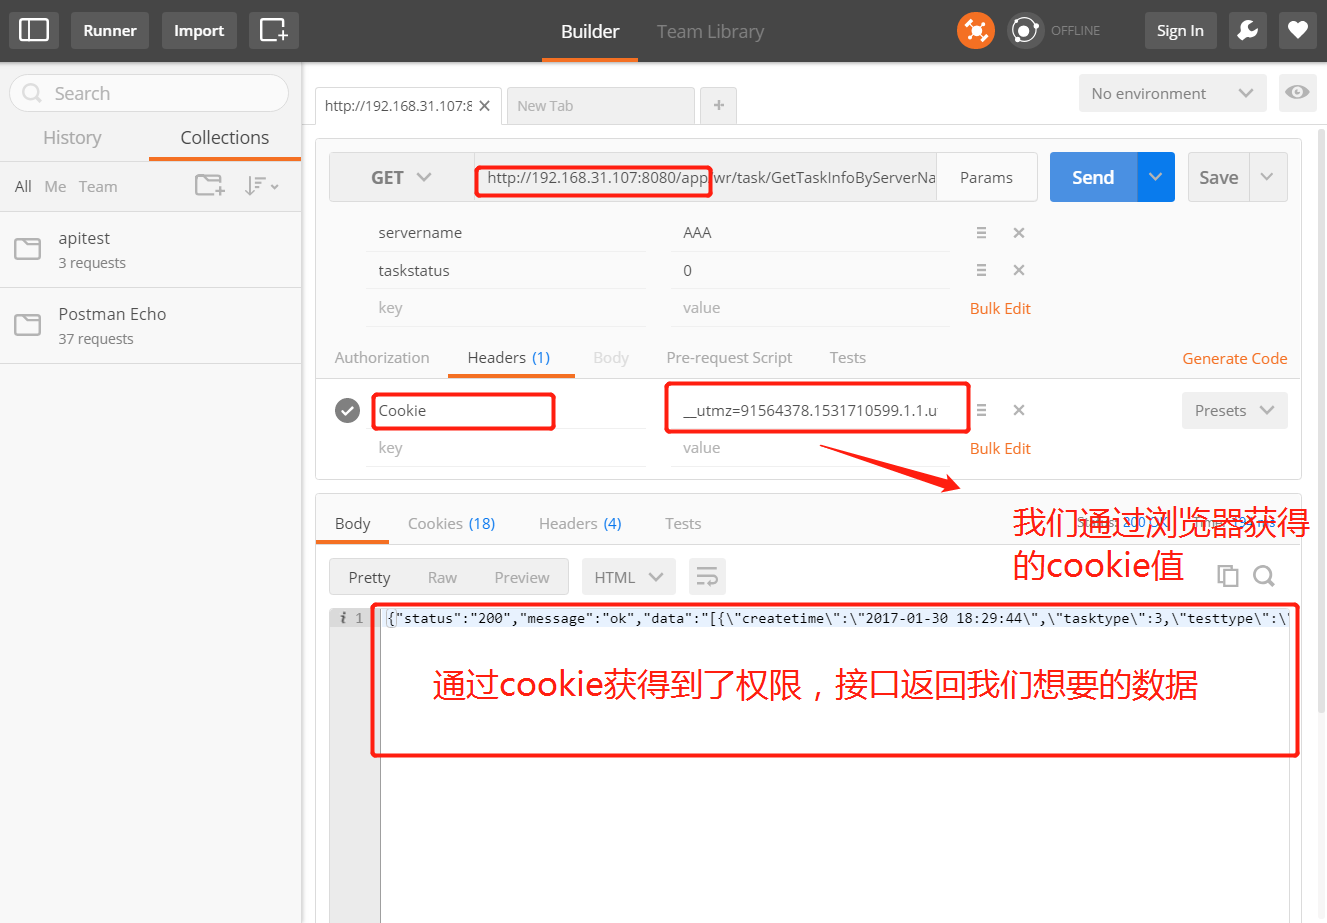 Runner
Import
Builder
Team Library
OFFLINE
Sign In
Search
History
Collections
All
Me
Team
apitest
3 requests
Postman Echo
37 requests
http://192.168.31.107:8
New Tab
No environment
GET
http://192.168.31.107:8080/app/wr/task/GetTaskInfoByServerNa
Params
Send
Save
servername
AAA
taskstatus
0
key
value
Bulk Edit
Authorization
Headers (1)
Body
Pre-request Script
Tests
Generate Code
Cookie
__utmz=91564378.1531710599.1.1.u
Presets
key
value
Bulk Edit
Body
Cookies (18)
Headers (4)
Tests
Status: 200 OK
Time:
我们通过浏览器获得
的cookie值
Pretty
Raw
Preview
HTML
i 1
{"status":"200","message":"ok","data":"[{\"createtime\":\"2017-01-30 18:29:44\",\"tasktype\":3,\"testtype\":\"
通过cookie获得到了权限，接口返回我们想要的数据